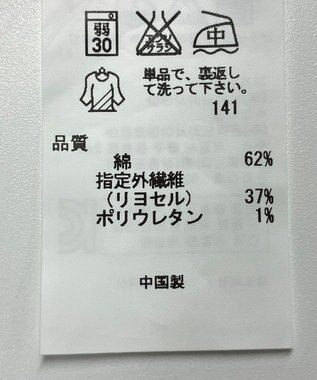 弱
30
エンソ
サラシ
中
単品で、裏返し
て洗って下さい。
141
品質
綿 62%
指定外繊維
(リヨセル) 37%
ポリウレタン 1%
中国製